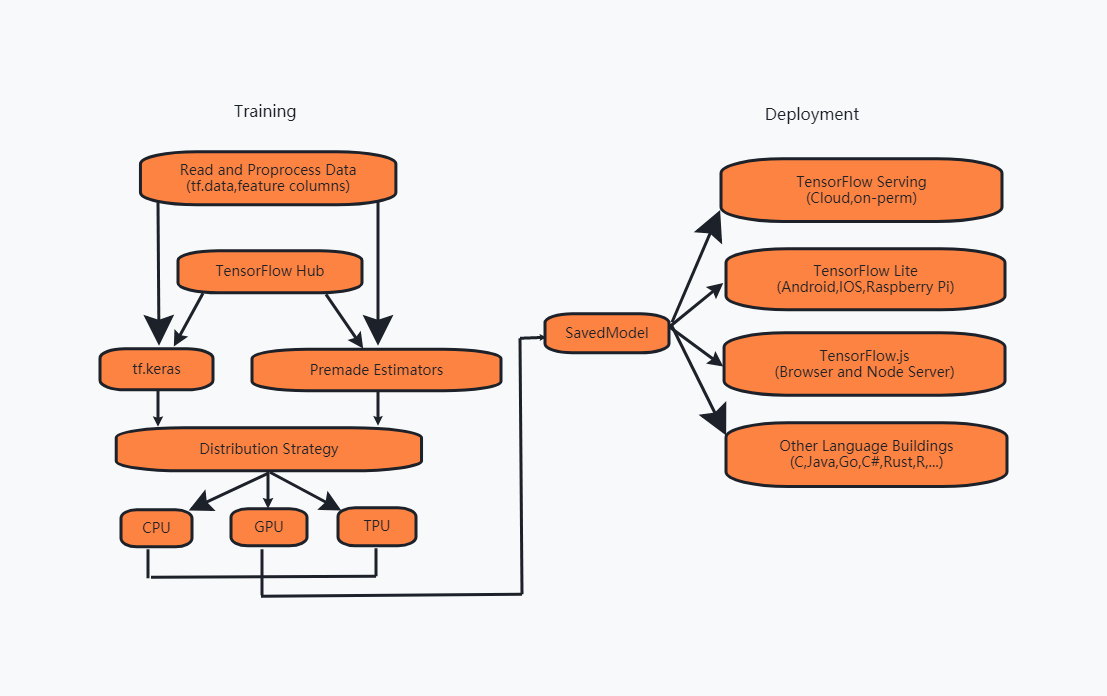 Training
Read and Proprocess Data
(tf.data,feature columns)
TensorFlow Hub
tf.keras
Premade Estimators
Distribution Strategy
CPU
GPU
TPU
SavedModel
Deployment
TensorFlow Serving
(Cloud,on-perm)
TensorFlow Lite
(Android,IOS,Raspberry Pi)
TensorFlow.js
(Browser and Node Server)
Other Language Buildings
(C,Java,Go,C#,Rust,R,...)